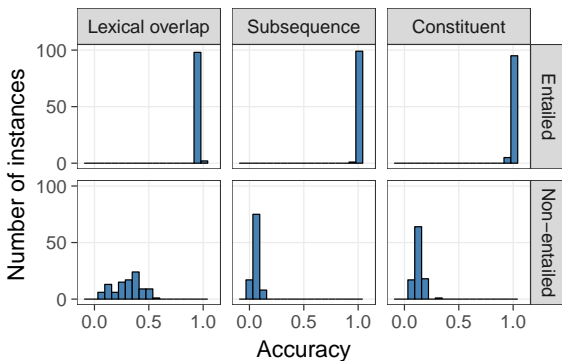 Lexical overlap Subsequence Constituent
Number of instances
100
50
0
Entailed
100
50
0
Non−entailed
0.0 0.5 1.0 0.0 0.5 1.0 0.0 0.5 1.0
Accuracy